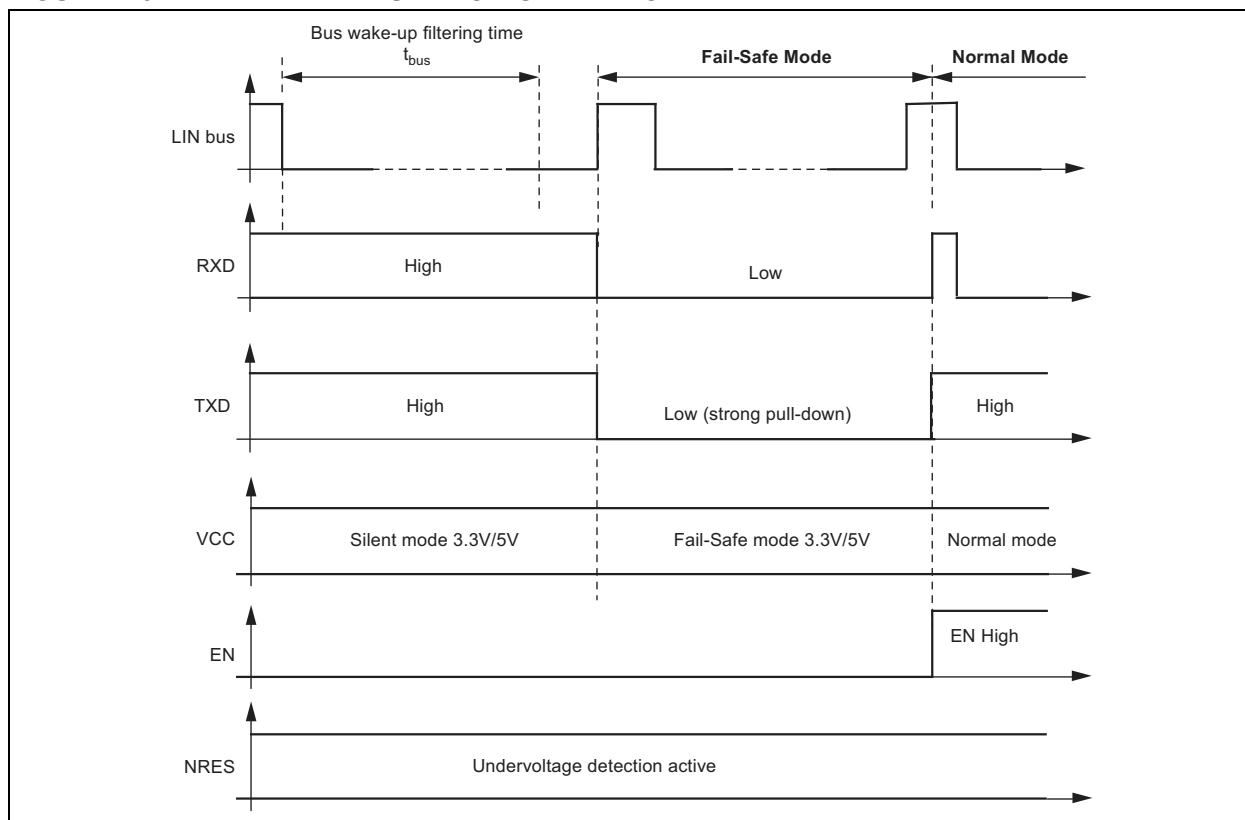 Bus wake-up filtering time
tbus
Fail-Safe Mode
Normal Mode
LIN bus
RXD
High
Low
TXD
High
Low (strong pull-down)
High
VCC
Silent mode 3.3V/5V
Fail-Safe mode 3.3V/5V
Normal mode
EN
EN High
NRES
Undervoltage detection active